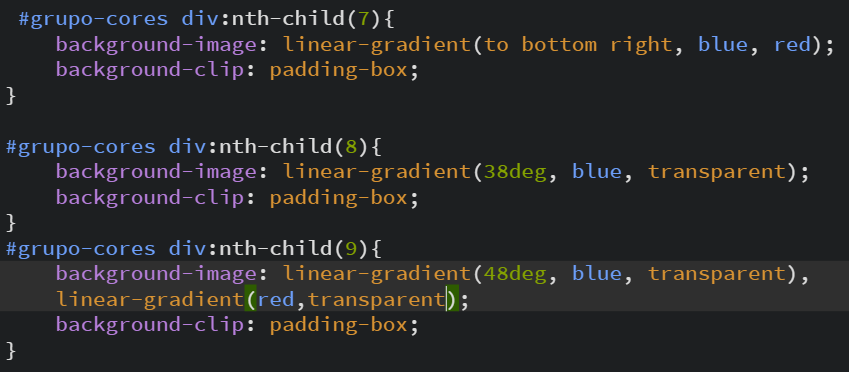 #grupo-cores div:nth-child(7){
    background-image: linear-gradient(to bottom right, blue, red);
    background-clip: padding-box;
}

#grupo-cores div:nth-child(8){
    background-image: linear-gradient(38deg, blue, transparent);
    background-clip: padding-box;
}
#grupo-cores div:nth-child(9){
    background-image: linear-gradient(48deg, blue, transparent),
    linear-gradient(red,transparent);
    background-clip: padding-box;
}